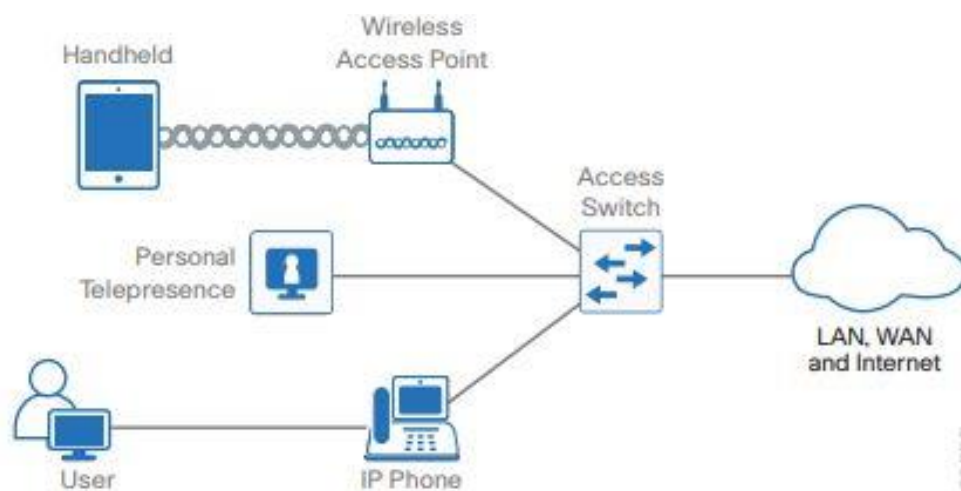 Handheld
Wireless
Access Point
Access
Switch
Personal
Telepresence
LAN, WAN
and Internet
User
IP Phone